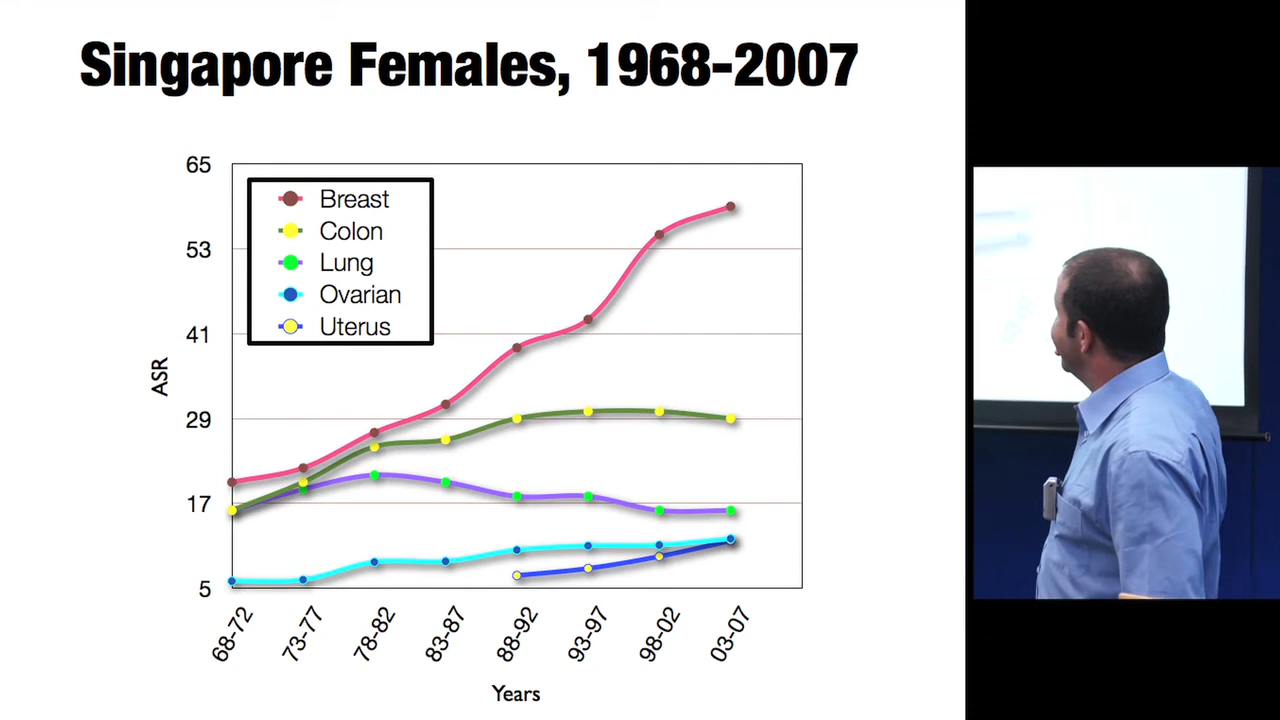 Singapore Females, 1968-2007
65
53
41
29
17
5
ASR
Breast
Colon
Lung
Ovarian
Uterus
68-72
73-77
78-82
83-87
88-92
93-97
98-02
03-07
Years